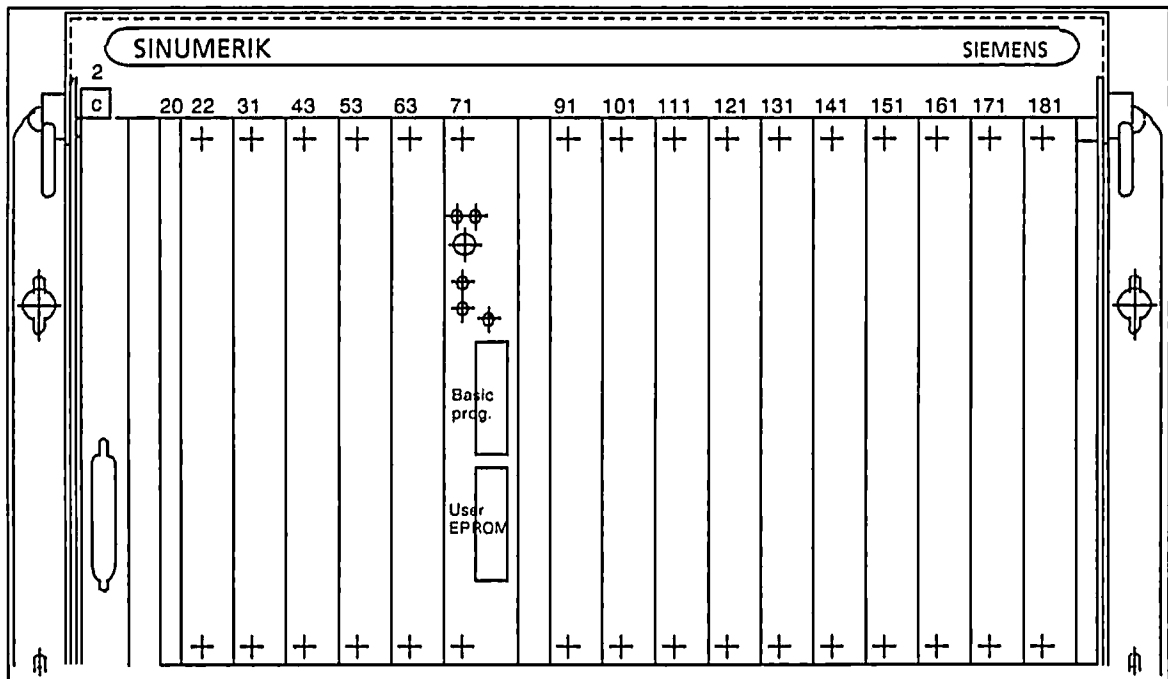 SINUMERIK SIEMENS
2
c 20 22 31 43 53 63 71 91 101 111 121 131 141 151 161 171 181
Basic
prog.
User
EPROM